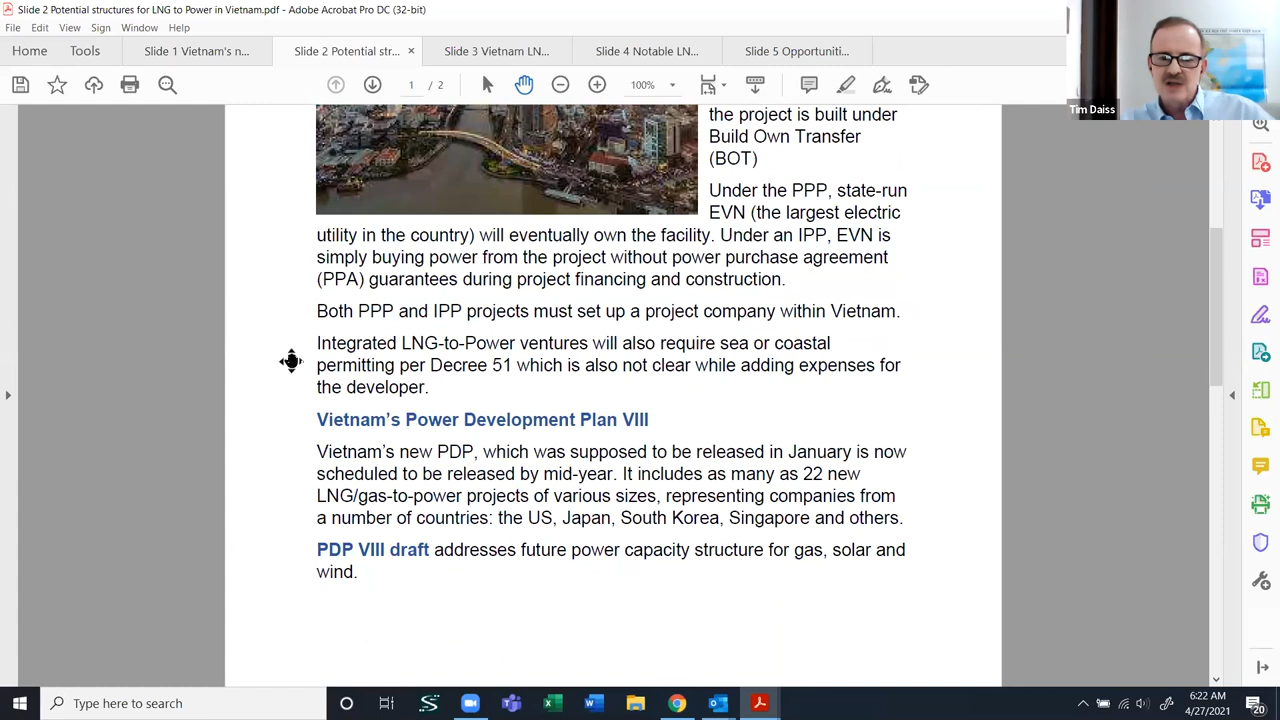 Slide 2 Potential structures for LNG to Power in Vietnam.pdf - Adobe Acrobat Pro DC (32-bit)
File Edit View Sign Window Help
Home Tools Slide 1 Vietnam's n... Slide 2 Potential str... × Slide 3 Vietnam LN... Slide 4 Notable LN... Slide 5 Opportuniti...
1 / 2 100%
Tim Daiss
the project is built under
Build Own Transfer
(BOT)
Under the PPP, state-run
EVN (the largest electric
utility in the country) will eventually own the facility. Under an IPP, EVN is
simply buying power from the project without power purchase agreement
(PPA) guarantees during project financing and construction.
Both PPP and IPP projects must set up a project company within Vietnam.
Integrated LNG-to-Power ventures will also require sea or coastal
permitting per Decree 51 which is also not clear while adding expenses for
the developer.
Vietnam’s Power Development Plan VIII
Vietnam’s new PDP, which was supposed to be released in January is now
scheduled to be released by mid-year. It includes as many as 22 new
LNG/gas-to-power projects of various sizes, representing companies from
a number of countries: the US, Japan, South Korea, Singapore and others.
PDP VIII draft addresses future power capacity structure for gas, solar and
wind.
Type here to search
6:22 AM
4/27/2021
20